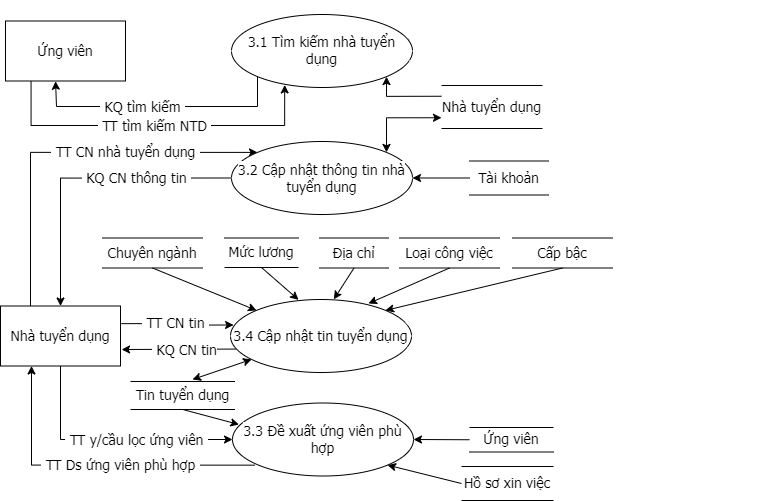 3.1 Tìm kiếm nhà tuyển
dụng
Ứng viên
KQ tìm kiếm
Nhà tuyển dụng
TT tìm kiếm NTD
TT CN nhà tuyển dụng
3.2 Cập nhật thông tin nhà
tuyển dụng
KQ CN thông tin
Tài khoản
Chuyên ngành
Mức lương
Địa chỉ
Loại công việc
Cấp bậc
TT CN tin
Nhà tuyển dụng
3.4 Cập nhật tin tuyển dụng
KQ CN tin
Tin tuyển dụng
3.3 Đề xuất ứng viên phù
hợp
TT y/cầu lọc ứng viên
Ứng viên
TT Ds ứng viên phù hợp
Hồ sơ xin việc